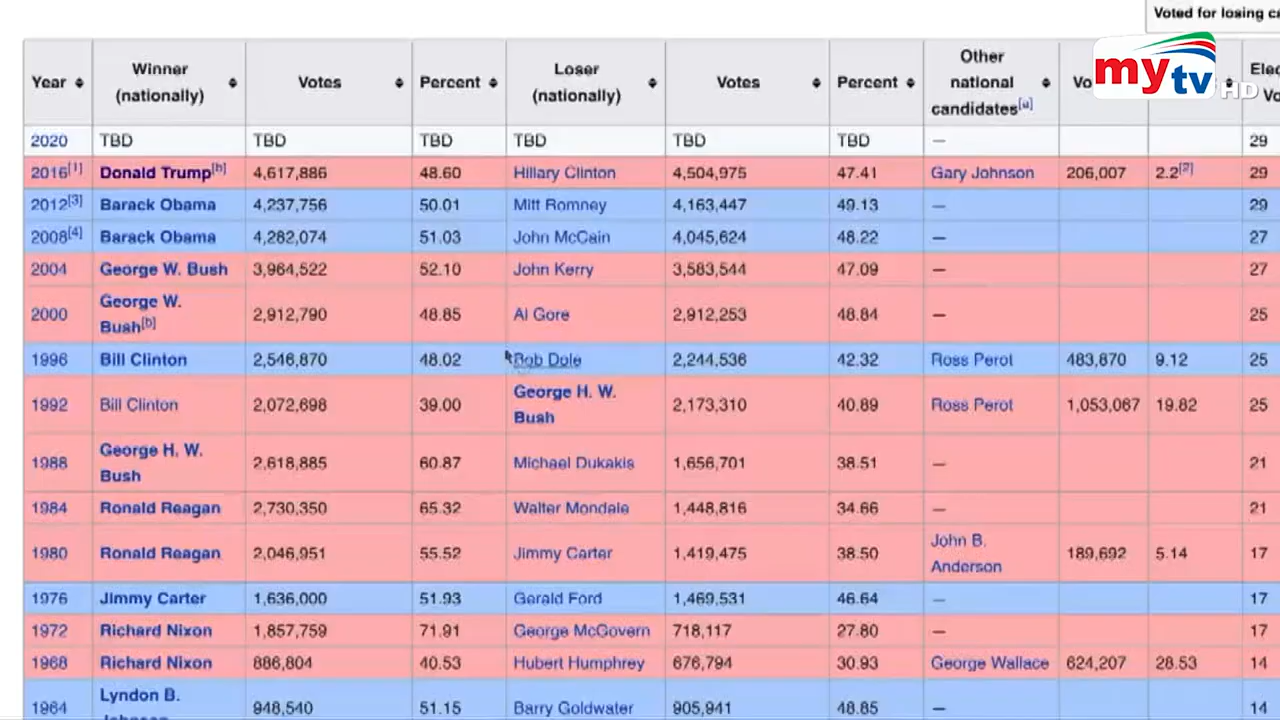 Voted for losing ca
my tv HD
Year Winner (nationally) Votes Percent Loser (nationally) Votes Percent Other national candidates[a] Vo Elec Vo
2020 TBD TBD TBD TBD TBD TBD — 29
2016[1] Donald Trump[b] 4,617,886 48.60 Hillary Clinton 4,504,975 47.41 Gary Johnson 206,007 2.2[2] 29
2012[3] Barack Obama 4,237,756 50.01 Mitt Romney 4,163,447 49.13 — 29
2008[4] Barack Obama 4,282,074 51.03 John McCain 4,045,624 48.22 — 27
2004 George W. Bush 3,964,522 52.10 John Kerry 3,583,544 47.09 — 27
2000 George W. Bush[b] 2,912,790 48.85 Al Gore 2,912,253 48.84 — 25
1996 Bill Clinton 2,546,870 48.02 Bob Dole 2,244,536 42.32 Ross Perot 483,870 9.12 25
1992 Bill Clinton 2,072,698 39.00 George H. W. Bush 2,173,310 40.89 Ross Perot 1,053,067 19.82 25
1988 George H. W. Bush 2,618,885 60.87 Michael Dukakis 1,656,701 38.51 — 21
1984 Ronald Reagan 2,730,350 65.32 Walter Mondale 1,448,816 34.66 — 21
1980 Ronald Reagan 2,046,951 55.52 Jimmy Carter 1,419,475 38.50 John B. Anderson 189,692 5.14 17
1976 Jimmy Carter 1,636,000 51.93 Gerald Ford 1,469,531 46.64 — 17
1972 Richard Nixon 1,857,759 71.91 George McGovern 718,117 27.80 — 17
1968 Richard Nixon 886,804 40.53 Hubert Humphrey 676,794 30.93 George Wallace 624,207 28.53 14
1964 Lyndon B. 948,540 51.15 Barry Goldwater 905,941 48.85 — 14